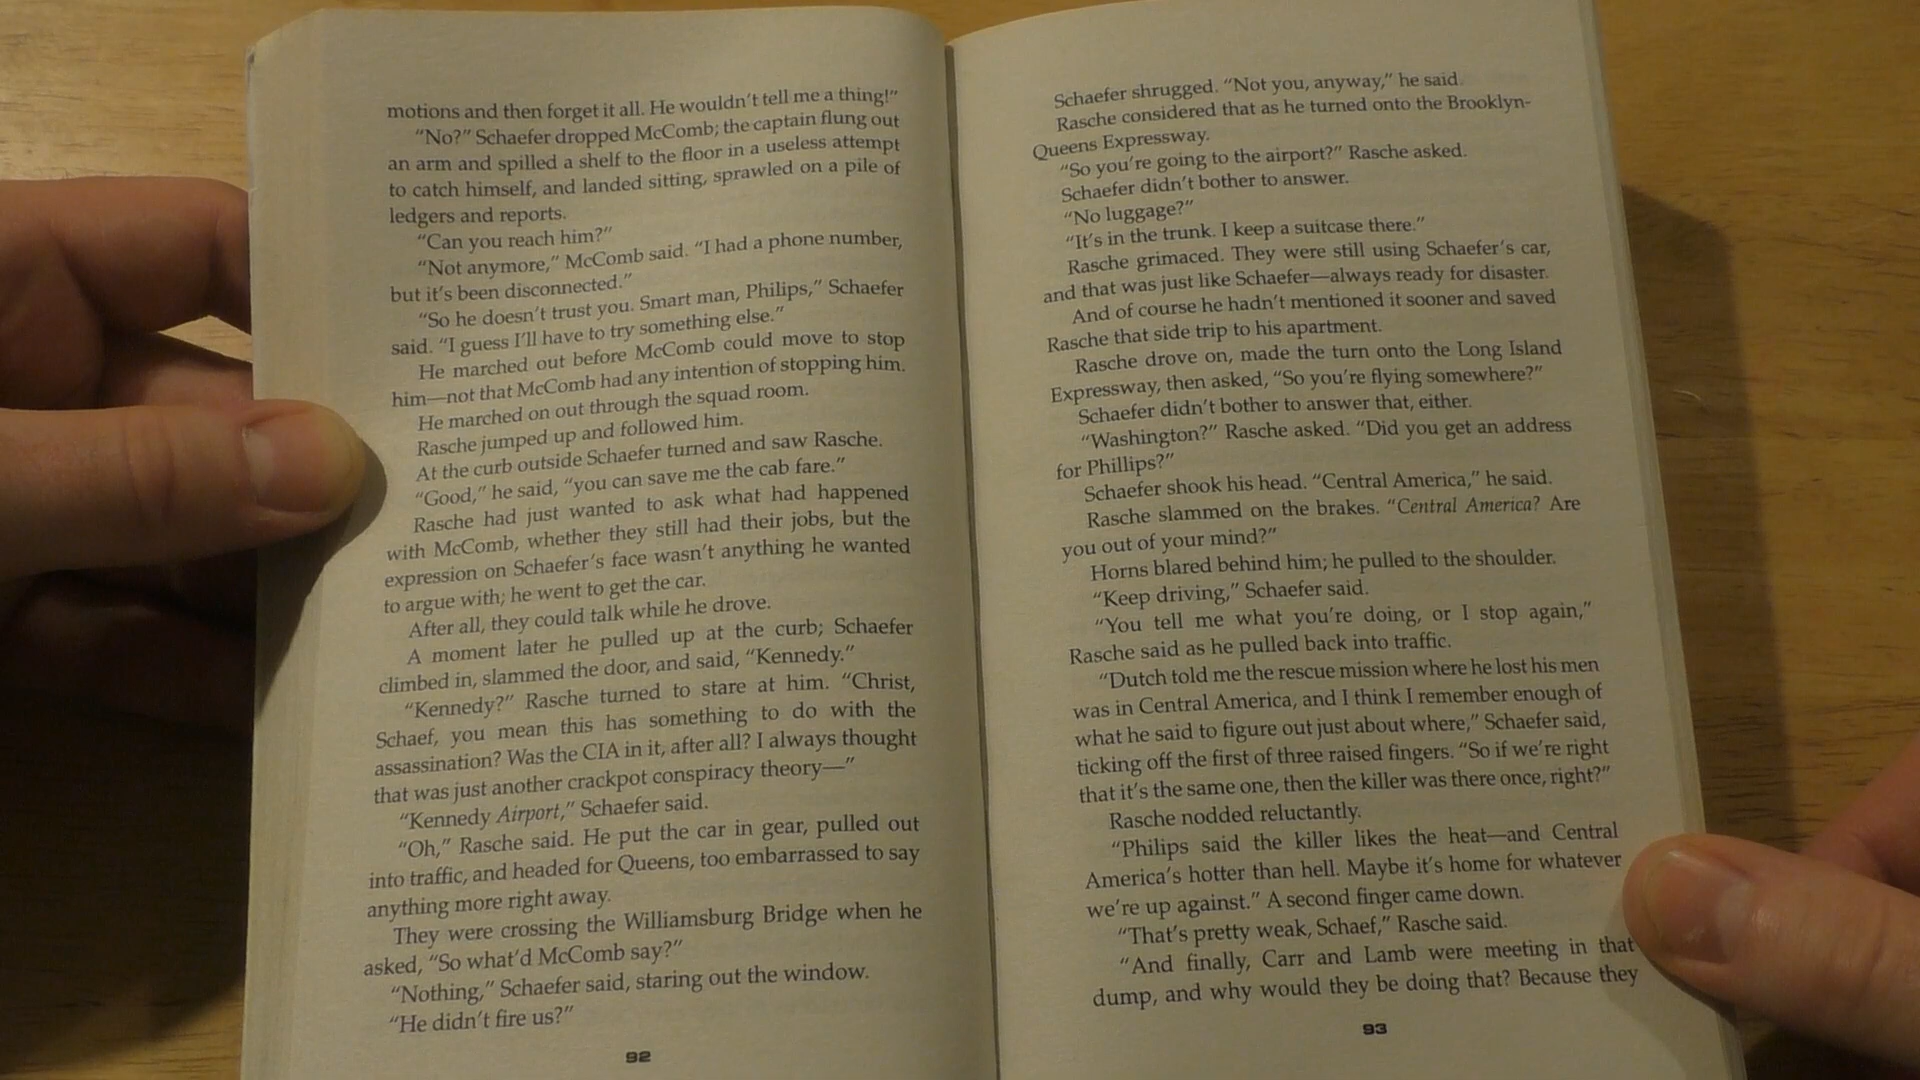 motions and then forget it all. He wouldn't tell me a thing!"
"No?" Schaefer dropped McComb; the captain flung out
an arm and spilled a shelf to the floor in a useless attempt
to catch himself, and landed sitting, sprawled on a pile of
ledgers and reports.
"Can you reach him?"
"Not anymore," McComb said. "I had a phone number,
but it's been disconnected."
"So he doesn't trust you. Smart man, Philips," Schaefer
said. "I guess I'll have to try something else."
He marched out before McComb could move to stop
him—not that McComb had any intention of stopping him.
He marched on out through the squad room.
Rasche jumped up and followed him.
At the curb outside Schaefer turned and saw Rasche.
"Good," he said, "you can save me the cab fare."
Rasche had just wanted to ask what had happened
with McComb, whether they still had their jobs, but the
expression on Schaefer's face wasn't anything he wanted
to argue with; he went to get the car.
After all, they could talk while he drove.
A moment later he pulled up at the curb; Schaefer
climbed in, slammed the door, and said, "Kennedy."
"Kennedy?" Rasche turned to stare at him. "Christ,
Schaef, you mean this has something to do with the
assassination? Was the CIA in it, after all? I always thought
that was just another crackpot conspiracy theory—"
"Kennedy Airport," Schaefer said.
"Oh," Rasche said. He put the car in gear, pulled out
into traffic, and headed for Queens, too embarrassed to say
anything more right away.
They were crossing the Williamsburg Bridge when he
asked, "So what'd McComb say?"
"Nothing," Schaefer said, staring out the window.
"He didn't fire us?"
92
Schaefer shrugged. "Not you, anyway," he said.
Rasche considered that as he turned onto the Brooklyn-
Queens Expressway.
"So you're going to the airport?" Rasche asked.
Schaefer didn't bother to answer.
"No luggage?"
"It's in the trunk. I keep a suitcase there."
Rasche grimaced. They were still using Schaefer's car,
and that was just like Schaefer—always ready for disaster.
And of course he hadn't mentioned it sooner and saved
Rasche that side trip to his apartment.
Rasche drove on, made the turn onto the Long Island
Expressway, then asked, "So you're flying somewhere?"
Schaefer didn't bother to answer that, either.
"Washington?" Rasche asked. "Did you get an address
for Phillips?"
Schaefer shook his head. "Central America," he said.
Rasche slammed on the brakes. "Central America? Are
you out of your mind?"
Horns blared behind him; he pulled to the shoulder.
"Keep driving," Schaefer said.
"You tell me what you're doing, or I stop again,"
Rasche said as he pulled back into traffic.
"Dutch told me the rescue mission where he lost his men
was in Central America, and I think I remember enough of
what he said to figure out just about where," Schaefer said,
ticking off the first of three raised fingers. "So if we're right
that it's the same one, then the killer was there once, right?"
Rasche nodded reluctantly.
"Philips said the killer likes the heat—and Central
America's hotter than hell. Maybe it's home for whatever
we're up against." A second finger came down.
"That's pretty weak, Schaef," Rasche said.
"And finally, Carr and Lamb were meeting in that
dump, and why would they be doing that? Because they
93